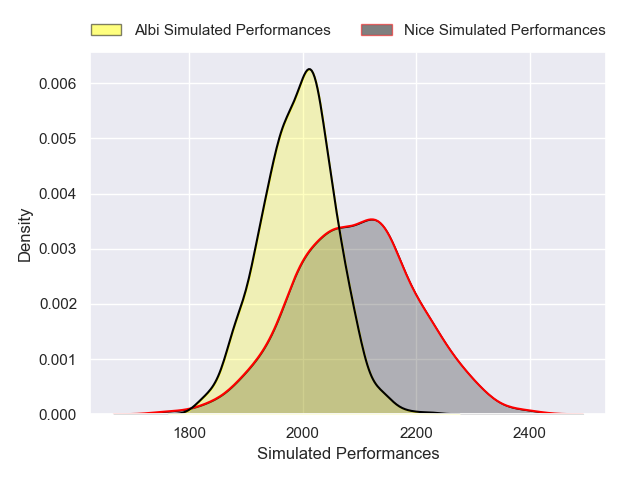 Albi Simulated Performances Nice Simulated Performances
0.006
0.005
0.004
0.003
0.002
0.001
0.000
Density
1800 2000 2200 2400
Simulated Performances